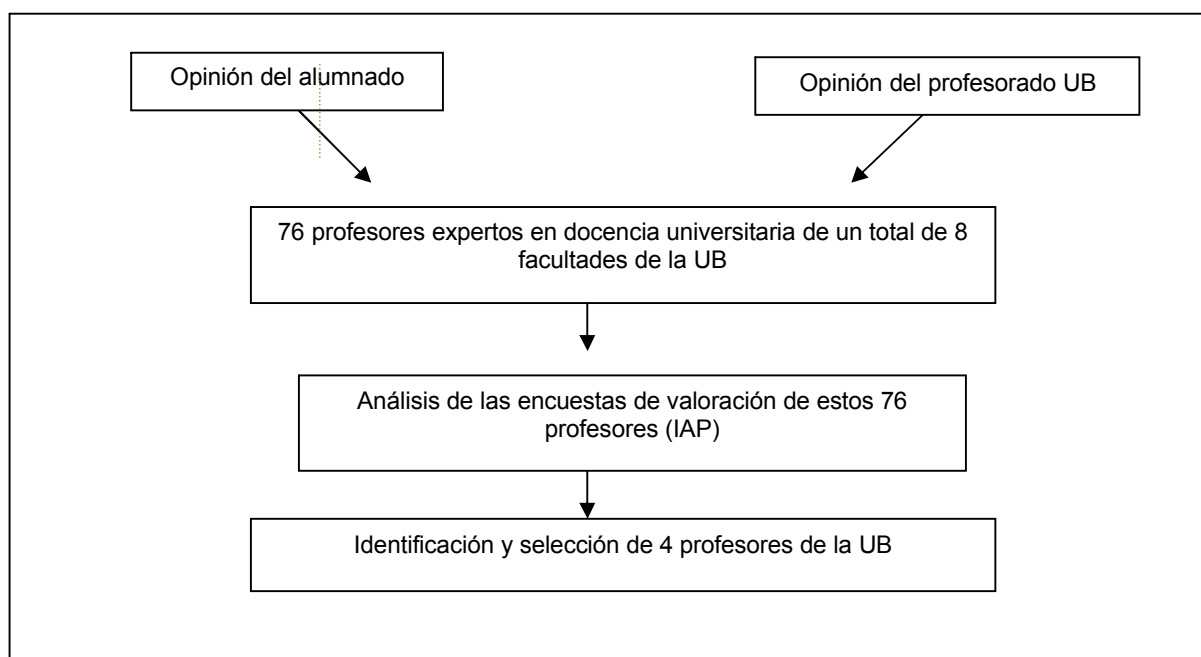 Opinión del alumnado
Opinión del profesorado UB
76 profesores expertos en docencia universitaria de un total de 8
facultades de la UB
Análisis de las encuestas de valoración de estos 76
profesores (IAP)
Identificación y selección de 4 profesores de la UB